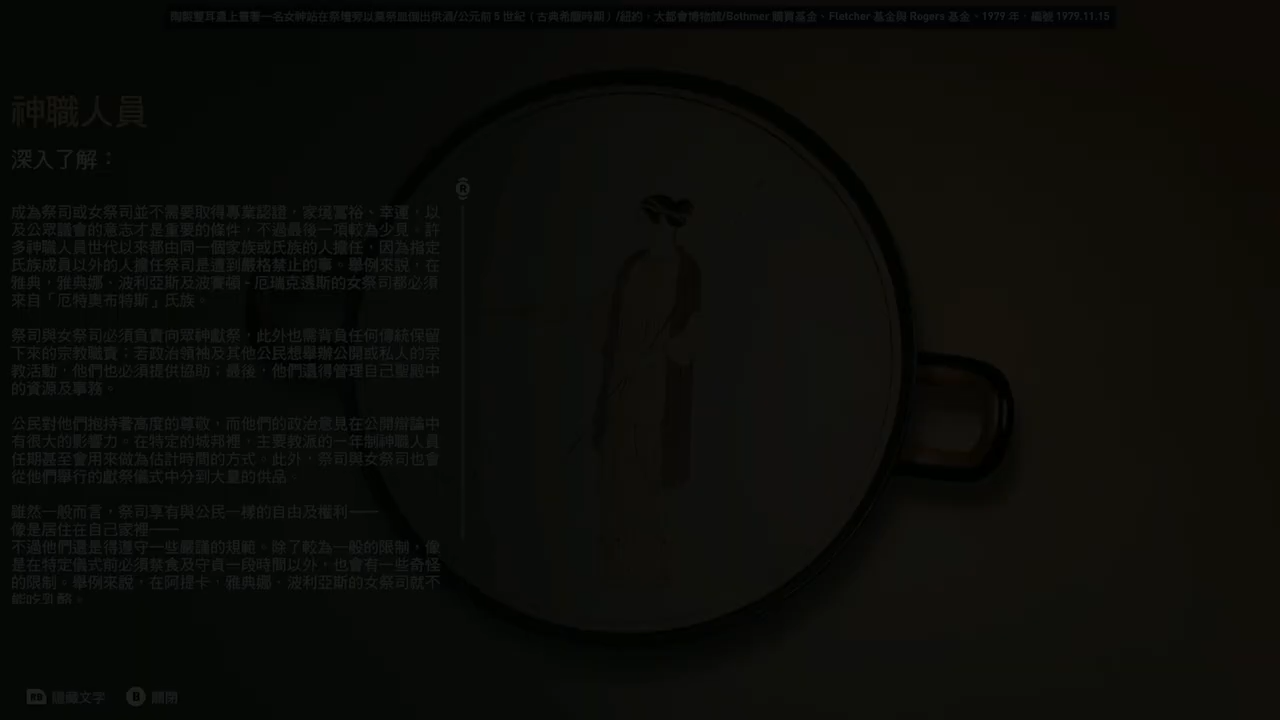 陶製雙耳盞上畫著一名女神站在祭壇旁以莫祭皿倒出供酒/公元前 5 世紀（古典希臘時期）/紐約，大都會博物館/Bothmer 購買基金、Fletcher 基金與 Rogers 基金，1979 年，編號 1979.11.15
神職人員
深入了解：
成為祭司或女祭司並不需要取得專業認證，家境富裕、幸運，以
及公眾議會的意志才是重要的條件，不過最後一項較為少見。許
多神職人員世代以來都由同一個家族或氏族的人擔任，因為指定
氏族成員以外的人擔任祭司是遭到嚴格禁止的事。舉例來說，在
雅典，雅典娜．波利亞斯及波賽頓－厄瑞克透斯的女祭司都必須
來自「厄特奧布特斯」氏族。
祭司與女祭司必須負責向眾神獻祭，此外也需背負任何傳統保留
下來的宗教職責；若政治領袖及其他公民想舉辦公開或私人的宗
教活動，他們也必須提供協助；最後，他們還得管理自己聖殿中
的資源及事務。
公民對他們抱持著高度的尊敬，而他們的政治意見在公開辯論中
有很大的影響力。在特定的城邦裡，主要教派的一年制神職人員
任期甚至會用來做為估計時間的方式。此外，祭司與女祭司也會
從他們舉行的獻祭儀式中分到大量的供品。
雖然一般而言，祭司享有與公民一樣的自由及權利——
像是居住在自己家裡——
不過他們還是得遵守一些嚴謹的規範。除了較為一般的限制，像
是在特定儀式前必須禁食及守貞一段時間以外，也會有一些奇怪
的限制。舉例來說，在阿提卡，雅典娜．波利亞斯的女祭司就不
能吃乳酪。
R
RB 隱藏文字 B 關閉